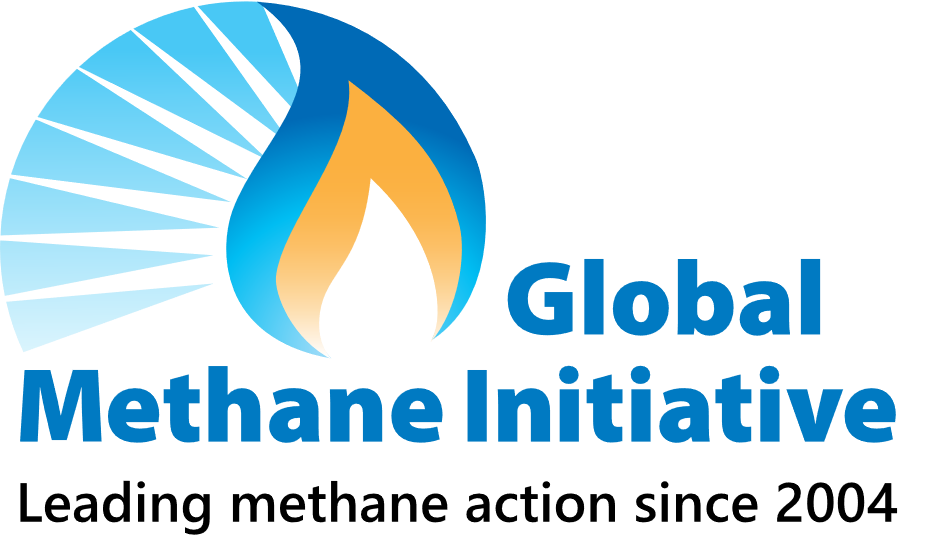 Global
Methane Initiative
Leading methane action since 2004